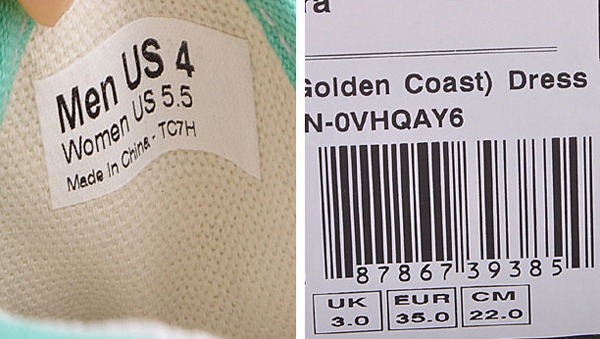 Men US 4
Women US 5.5
Made In China - TC7H
Golden Coast) Dress
N-0VHQAY6
87867 39385
UK EUR CM
3.0 35.0 22.0